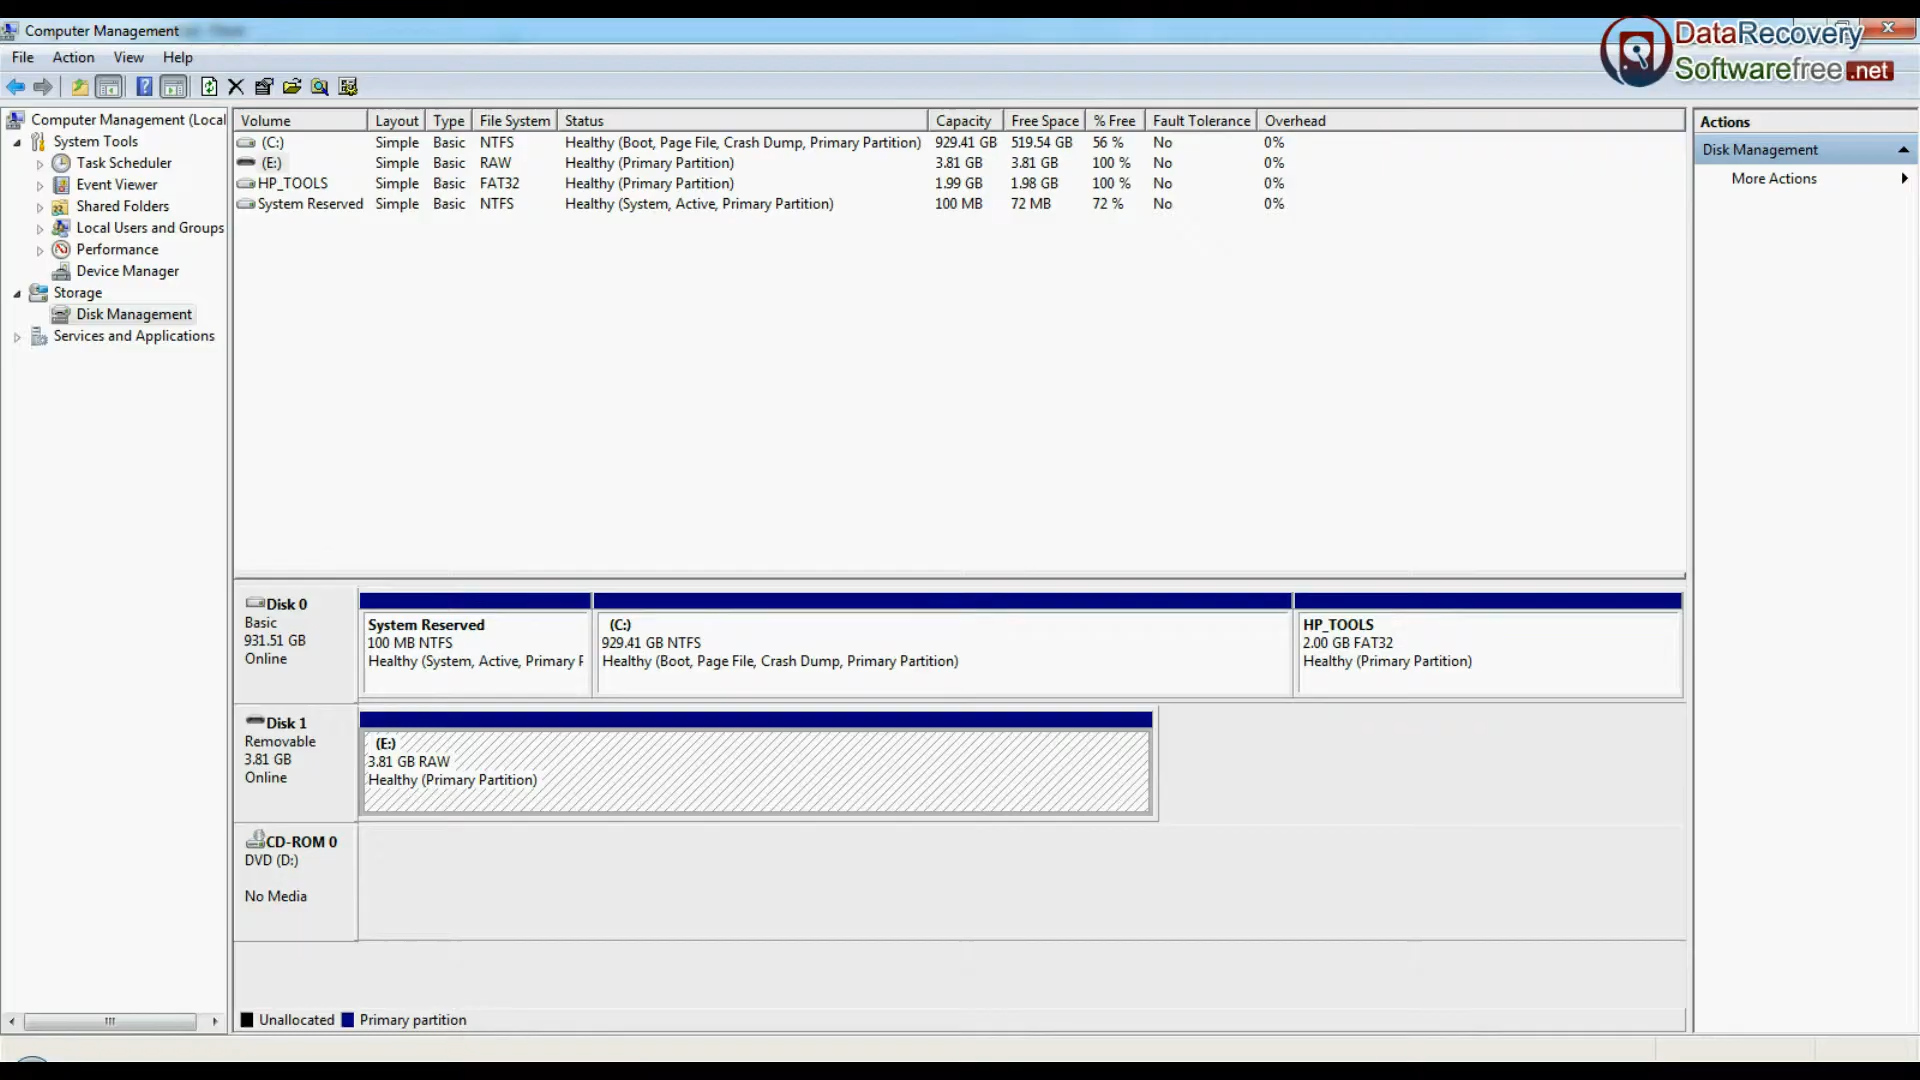 Computer Management
DataRecovery
Softwarefree.net
File Action View Help
Computer Management (Local
System Tools
Task Scheduler
Event Viewer
Shared Folders
Local Users and Groups
Performance
Device Manager
Storage
Disk Management
Services and Applications
Volume Layout Type File System Status Capacity Free Space % Free Fault Tolerance Overhead
(C:) Simple Basic NTFS Healthy (Boot, Page File, Crash Dump, Primary Partition) 929.41 GB 519.54 GB 56 % No 0%
(E:) Simple Basic RAW Healthy (Primary Partition) 3.81 GB 3.81 GB 100 % No 0%
HP_TOOLS Simple Basic FAT32 Healthy (Primary Partition) 1.99 GB 1.98 GB 100 % No 0%
System Reserved Simple Basic NTFS Healthy (System, Active, Primary Partition) 100 MB 72 MB 72 % No 0%
Actions
Disk Management
More Actions
Disk 0
Basic
931.51 GB
Online
System Reserved
100 MB NTFS
Healthy (System, Active, Primary P
(C:)
929.41 GB NTFS
Healthy (Boot, Page File, Crash Dump, Primary Partition)
HP_TOOLS
2.00 GB FAT32
Healthy (Primary Partition)
Disk 1
Removable
3.81 GB
Online
(E:)
3.81 GB RAW
Healthy (Primary Partition)
CD-ROM 0
DVD (D:)
No Media
Unallocated Primary partition